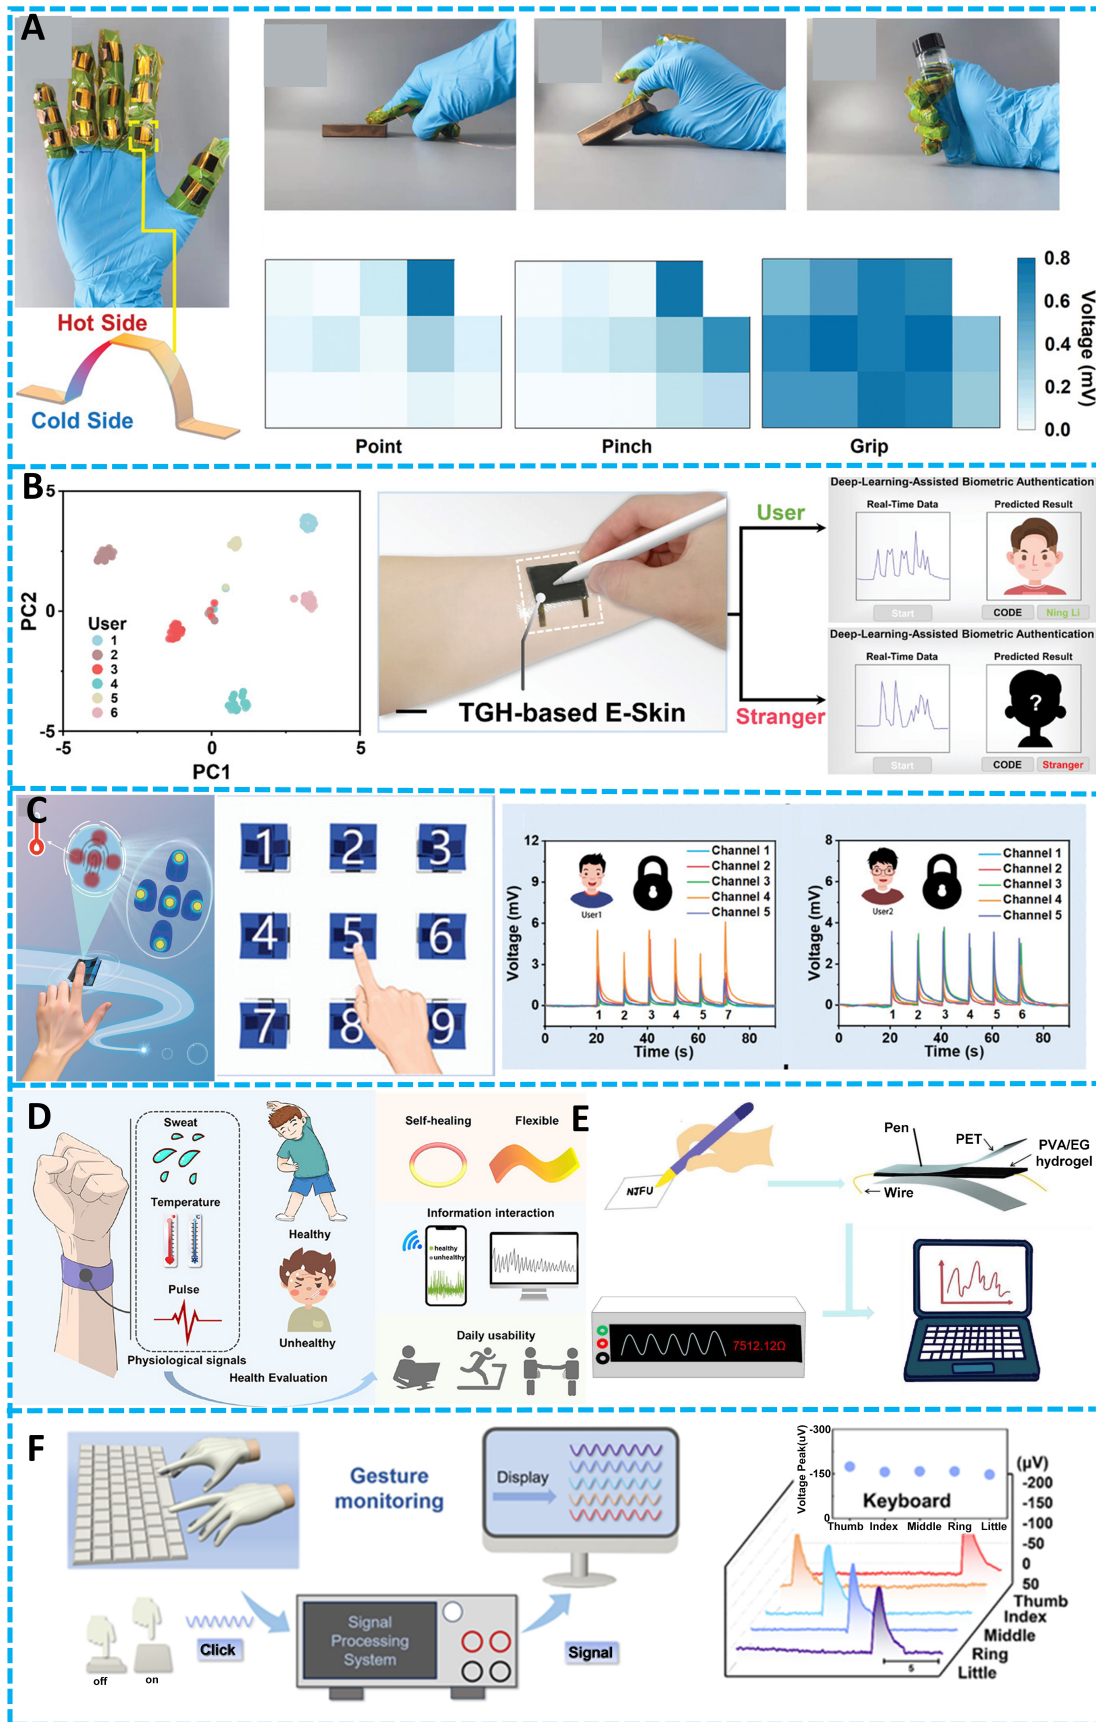 A
Hot Side
Cold Side
Point
Pinch
Grip
0.8
0.6
0.4
0.2
0.0
Voltage (mV)
B
5
0
-5
PC2
User
1
2
3
4
5
6
-5
0
5
PC1
TGH-based E-Skin
User
Stranger
Deep-Learning-Assisted Biometric Authentication
Real-Time Data
Predicted Result
Start
CODE
Ning Li
Deep-Learning-Assisted Biometric Authentication
Real-Time Data
Predicted Result
?
Start
CODE
Stranger
C
1
2
3
4
5
6
7
8
9
12
9
6
3
0
Voltage (mV)
User1
Channel 1
Channel 2
Channel 3
Channel 4
Channel 5
1
2
3
4
5
7
0
20
40
60
80
Time (s)
8
6
4
2
0
Voltage (mV)
User2
Channel 1
Channel 2
Channel 3
Channel 4
Channel 5
1
2
3
4
5
6
0
20
40
60
80
Time (s)
D
Sweat
Temperature
Pulse
Physiological signals
Healthy
Unhealthy
Health Evaluation
Self-healing
Flexible
Information interaction
healthy
unhealthy
Daily usability
E
NJFU
Pen
PET
PVA/EG
hydrogel
Wire
7512.12Ω
F
Gesture
monitoring
Display
off
on
Click
Signal
Processing
System
Signal
-300
-150
0
Voltage Peak(uV)
Keyboard
Thumb
Index
Middle
Ring
Little
(μV)
-200
-150
-100
-50
0
50
Thumb
Index
Middle
Ring
Little
5